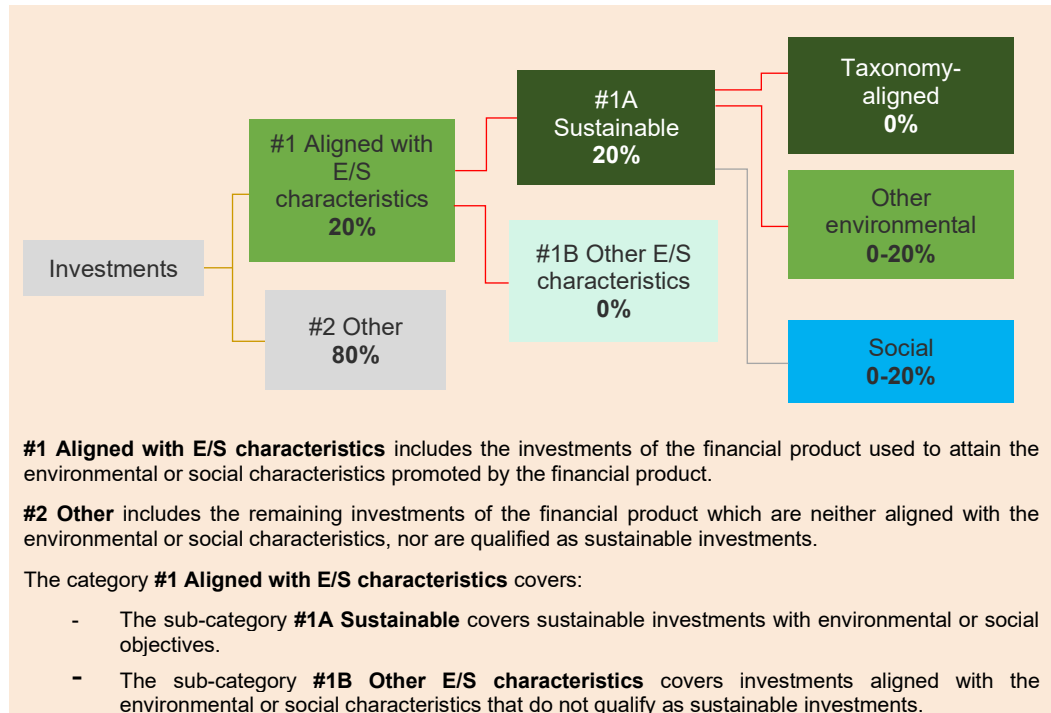 Investments
#1 Aligned with
E/S
characteristics
20%
#2 Other
80%
#1A
Sustainable
20%
#1B Other E/S
characteristics
0%
Taxonomy-
aligned
0%
Other
environmental
0-20%
Social
0-20%
#1 Aligned with E/S characteristics includes the investments of the financial product used to attain the
environmental or social characteristics promoted by the financial product.
#2 Other includes the remaining investments of the financial product which are neither aligned with the
environmental or social characteristics, nor are qualified as sustainable investments.
The category #1 Aligned with E/S characteristics covers:
- The sub-category #1A Sustainable covers sustainable investments with environmental or social
objectives.
- The sub-category #1B Other E/S characteristics covers investments aligned with the
environmental or social characteristics that do not qualify as sustainable investments.